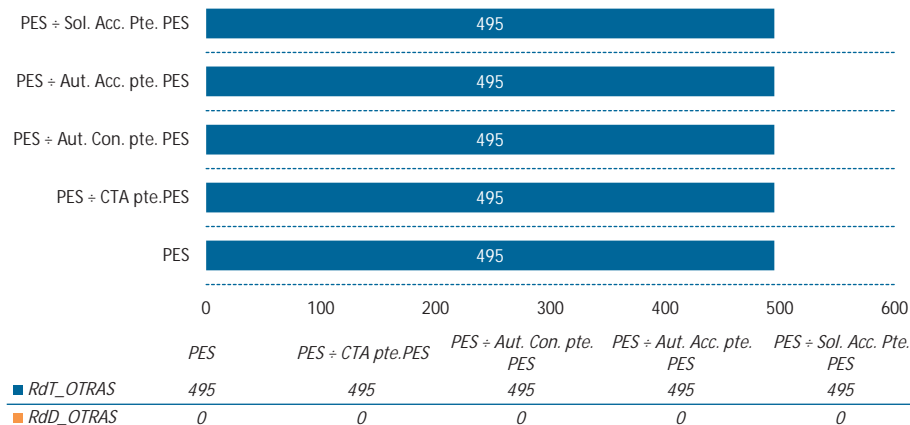 PES ÷ Sol. Acc. Pte. PES 495
PES ÷ Aut. Acc. pte. PES 495
PES ÷ Aut. Con. pte. PES 495
PES ÷ CTA pte.PES 495
PES 495
0 100 200 300 400 500 600
PES PES ÷ CTA pte.PES PES ÷ Aut. Con. pte. PES PES ÷ Aut. Acc. pte. PES PES ÷ Sol. Acc. Pte. PES
RdT_OTRAS 495 495 495 495 495
RdD_OTRAS 0 0 0 0 0